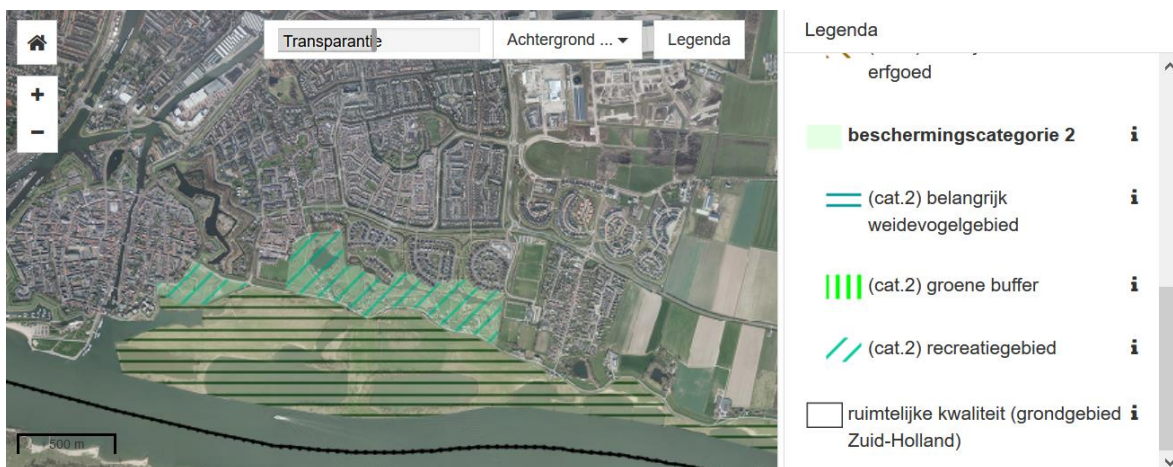 Transparantie
Achtergrond ...
Legenda
+
−
500 m
Legenda
erfgoed
beschermingscategorie 2
i
(cat.2) belangrijk
i
weidevogelgebied
(cat.2) groene buffer
i
(cat.2) recreatiegebied
i
ruimtelijke kwaliteit (grondgebied
i
Zuid-Holland)